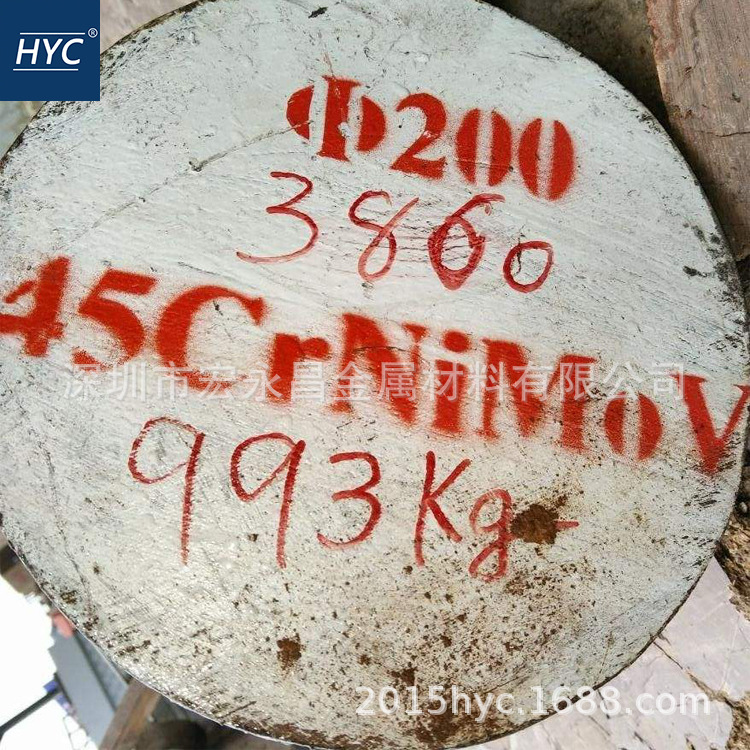 HYC®
Φ200
3860
45CrNiMoV
深圳市宏永昌金属材料有限公司
993Kg
2015hyc.1688.com